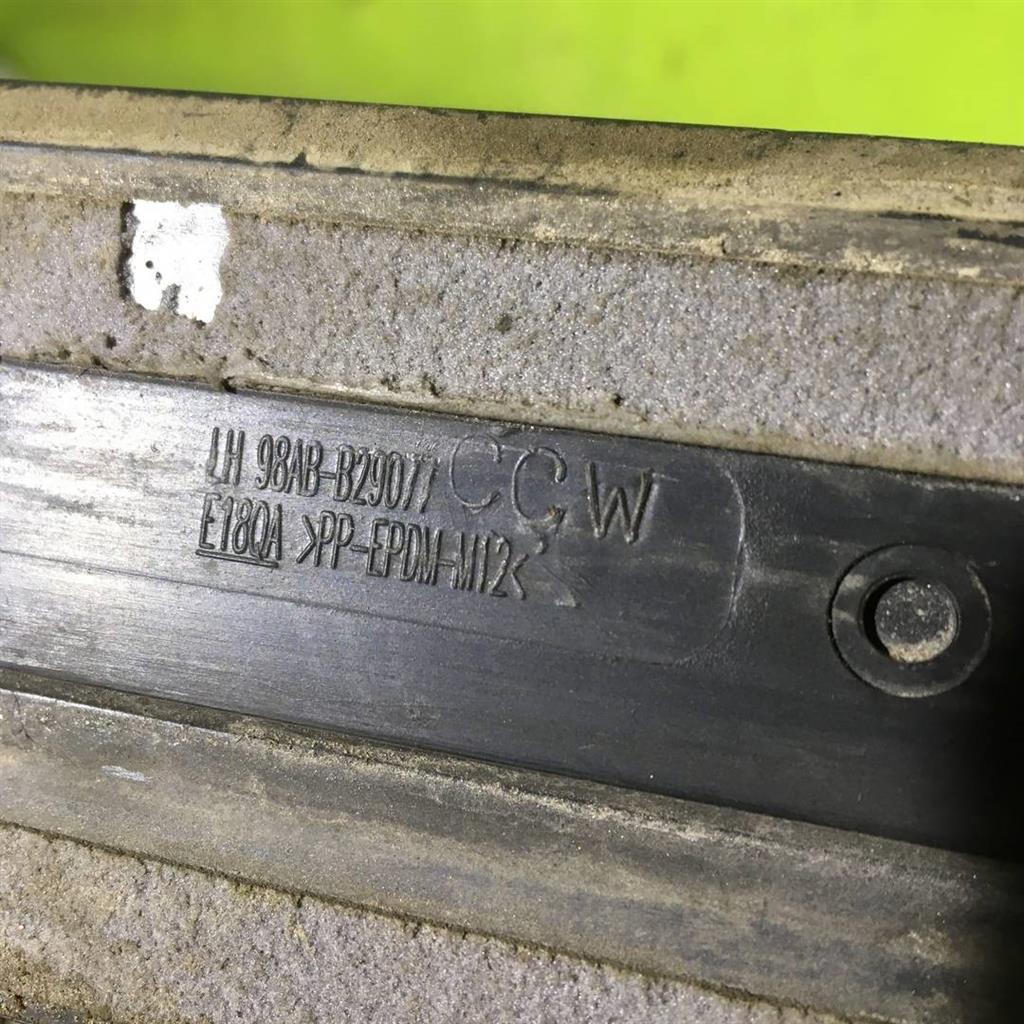 LH 98AB-B29077 CCW
E18QA >PP-EPDM-M12<